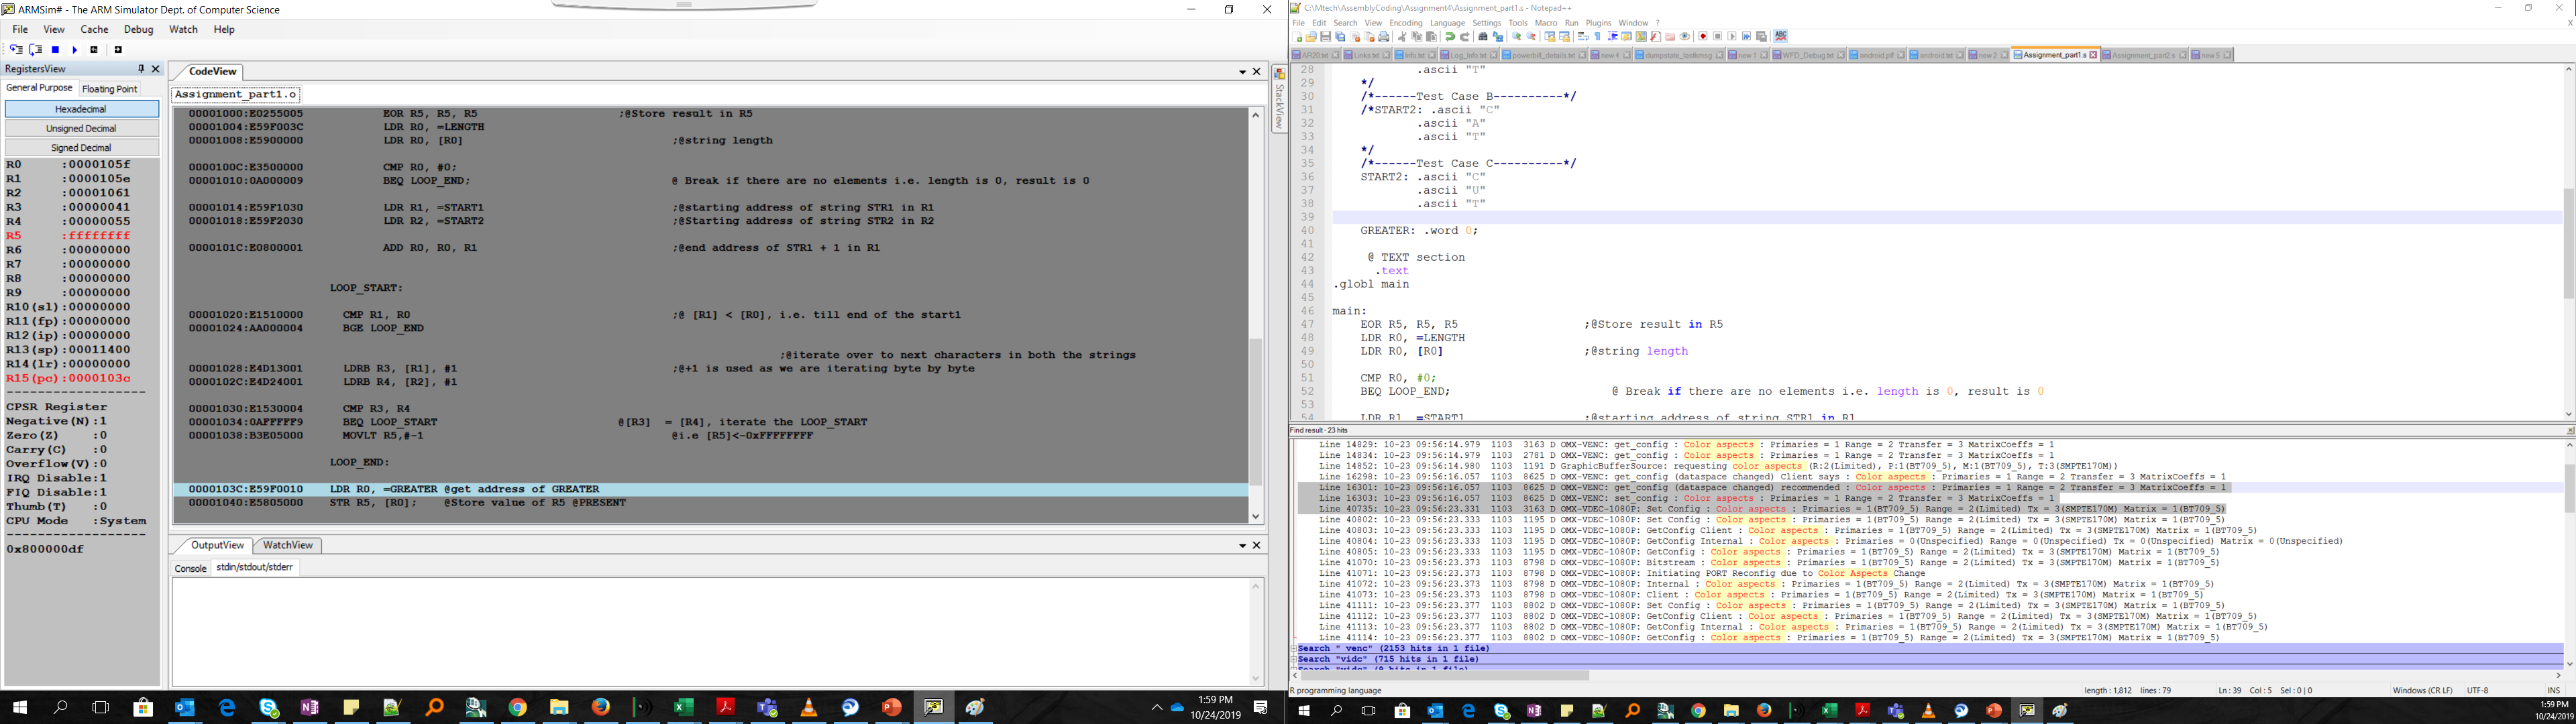 ARMSim# - The ARM Simulator Dept. of Computer Science
File View Cache Debug Watch Help
RegistersView
General Purpose Floating Point
Hexadecimal
Unsigned Decimal
Signed Decimal
R0 :0000105f
R1 :0000105e
R2 :00001061
R3 :00000041
R4 :00000055
R5 :ffffffff
R6 :00000000
R7 :00000000
R8 :00000000
R9 :00000000
R10(sl):00000000
R11(fp):00000000
R12(ip):00000000
R13(sp):00011400
R14(lr):00000000
R15(pc):0000103c
------------------
CPSR Register
Negative(N):1
Zero(Z) :0
Carry(C) :0
Overflow(V):0
IRQ Disable:1
FIQ Disable:1
Thumb(T) :0
CPU Mode :System
------------------
0x800000df
CodeView
StackView
Assignment_part1.o
00001000:E0255005 EOR R5, R5, R5 ;@Store result in R5
00001004:E59F003C LDR R0, =LENGTH
00001008:E5900000 LDR R0, [R0] ;@string length
0000100C:E3500000 CMP R0, #0;
00001010:0A000009 BEQ LOOP_END; @ Break if there are no elements i.e. length is 0, result is 0
00001014:E59F1030 LDR R1, =START1 ;@starting address of string STR1 in R1
00001018:E59F2030 LDR R2, =START2 ;@Starting address of string STR2 in R2
0000101C:E0800001 ADD R0, R0, R1 ;@end address of STR1 + 1 in R1
LOOP_START:
00001020:E1510000 CMP R1, R0 ;@ [R1] < [R0], i.e. till end of the start1
00001024:AA000004 BGE LOOP_END
;@iterate over to next characters in both the strings
00001028:E4D13001 LDRB R3, [R1], #1 ;@+1 is used as we are iterating byte by byte
0000102C:E4D24001 LDRB R4, [R2], #1
00001030:E1530004 CMP R3, R4
00001034:0AFFFFF9 BEQ LOOP_START @[R3] = [R4], iterate the LOOP_START
00001038:B3E05000 MOVLT R5,#-1 @i.e [R5]<-0xFFFFFFFF
LOOP_END:
0000103C:E59F0010 LDR R0, =GREATER @get address of GREATER
00001040:E5805000 STR R5, [R0]; @Store value of R5 @PRESENT
OutputView WatchView
Console stdin/stdout/stderr
1:59 PM
10/24/2019
C:\Mtech\AssemblyCoding\Assignment4\Assignment_part1.s - Notepad++
File Edit Search View Encoding Language Settings Tools Macro Run Plugins Window ?
AR20.txt Links.txt Info.txt Log_Info.txt powerbill_details.txt new 4 dumpstate_lastkmsg new 1 WFD_Debug.txt android.pll android.txt new 2 Assignment_part1.s Assignment_part2.s new 5
28 .ascii "T"
29 */
30 /*------Test Case B----------*/
31 /*START2: .ascii "C"
32 .ascii "A"
33 .ascii "T"
34 */
35 /*------Test Case C----------*/
36 START2: .ascii "C"
37 .ascii "U"
38 .ascii "T"
39
40 GREATER: .word 0;
41
42 @ TEXT section
43 .text
44 .globl main
45
46 main:
47 EOR R5, R5, R5 ;@Store result in R5
48 LDR R0, =LENGTH
49 LDR R0, [R0] ;@string length
50
51 CMP R0, #0;
52 BEQ LOOP_END; @ Break if there are no elements i.e. length is 0, result is 0
53
54 LDR R1, =START1 ;@starting address of string STR1 in R1
Find result - 23 hits
Line 14829: 10-23 09:56:14.979 1103 3163 D OMX-VENC: get_config : Color aspects : Primaries = 1 Range = 2 Transfer = 3 MatrixCoeffs = 1
Line 14834: 10-23 09:56:14.979 1103 2781 D OMX-VENC: get_config : Color aspects : Primaries = 1 Range = 2 Transfer = 3 MatrixCoeffs = 1
Line 14852: 10-23 09:56:14.980 1103 1191 D GraphicBufferSource: requesting color aspects (R:2(Limited), P:1(BT709_5), M:1(BT709_5), T:3(SMPTE170M))
Line 16298: 10-23 09:56:16.057 1103 8625 D OMX-VENC: get_config (dataspace changed) Client says : Color aspects : Primaries = 1 Range = 2 Transfer = 3 MatrixCoeffs = 1
Line 16301: 10-23 09:56:16.057 1103 8625 D OMX-VENC: get_config (dataspace changed) recommended : Color aspects : Primaries = 1 Range = 2 Transfer = 3 MatrixCoeffs = 1
Line 16303: 10-23 09:56:16.057 1103 8625 D OMX-VENC: set_config : Color aspects : Primaries = 1 Range = 2 Transfer = 3 MatrixCoeffs = 1
Line 40735: 10-23 09:56:23.331 1103 3163 D OMX-VDEC-1080P: Set Config : Color aspects : Primaries = 1(BT709_5) Range = 2(Limited) Tx = 3(SMPTE170M) Matrix = 1(BT709_5)
Line 40802: 10-23 09:56:23.333 1103 1195 D OMX-VDEC-1080P: Set Config : Color aspects : Primaries = 1(BT709_5) Range = 2(Limited) Tx = 3(SMPTE170M) Matrix = 1(BT709_5)
Line 40803: 10-23 09:56:23.333 1103 1195 D OMX-VDEC-1080P: GetConfig Client : Color aspects : Primaries = 1(BT709_5) Range = 2(Limited) Tx = 3(SMPTE170M) Matrix = 1(BT709_5)
Line 40804: 10-23 09:56:23.333 1103 1195 D OMX-VDEC-1080P: GetConfig Internal : Color aspects : Primaries = 0(Unspecified) Range = 0(Unspecified) Tx = 0(Unspecified) Matrix = 0(Unspecified)
Line 40805: 10-23 09:56:23.333 1103 1195 D OMX-VDEC-1080P: GetConfig : Color aspects : Primaries = 1(BT709_5) Range = 2(Limited) Tx = 3(SMPTE170M) Matrix = 1(BT709_5)
Line 41070: 10-23 09:56:23.371 1103 8798 D OMX-VDEC-1080P: Bitstream : Color aspects : Primaries = 1(BT709_5) Range = 2(Limited) Tx = 3(SMPTE170M) Matrix = 1(BT709_5)
Line 41071: 10-23 09:56:23.371 1103 8798 D OMX-VDEC-1080P: Initiating PORT Reconfig due to Color Aspects Change
Line 41072: 10-23 09:56:23.371 1103 8798 D OMX-VDEC-1080P: Internal : Color aspects : Primaries = 1(BT709_5) Range = 2(Limited) Tx = 3(SMPTE170M) Matrix = 1(BT709_5)
Line 41073: 10-23 09:56:23.371 1103 8798 D OMX-VDEC-1080P: Client : Color aspects : Primaries = 1(BT709_5) Range = 2(Limited) Tx = 3(SMPTE170M) Matrix = 1(BT709_5)
Line 41111: 10-23 09:56:23.377 1103 8802 D OMX-VDEC-1080P: Set Config : Color aspects : Primaries = 1(BT709_5) Range = 2(Limited) Tx = 3(SMPTE170M) Matrix = 1(BT709_5)
Line 41112: 10-23 09:56:23.377 1103 8802 D OMX-VDEC-1080P: GetConfig Client : Color aspects : Primaries = 1(BT709_5) Range = 2(Limited) Tx = 3(SMPTE170M) Matrix = 1(BT709_5)
Line 41113: 10-23 09:56:23.377 1103 8802 D OMX-VDEC-1080P: GetConfig Internal : Color aspects : Primaries = 1(BT709_5) Range = 2(Limited) Tx = 3(SMPTE170M) Matrix = 1(BT709_5)
Line 41114: 10-23 09:56:23.377 1103 8802 D OMX-VDEC-1080P: GetConfig : Color aspects : Primaries = 1(BT709_5) Range = 2(Limited) Tx = 3(SMPTE170M) Matrix = 1(BT709_5)
Search " venc" (2153 hits in 1 file)
Search "vidc" (715 hits in 1 file)
R programming language length : 1,812 lines : 79 Ln : 39 Col : 5 Sel : 0 | 0 Windows (CR LF) UTF-8 INS
1:59 PM
10/24/2019